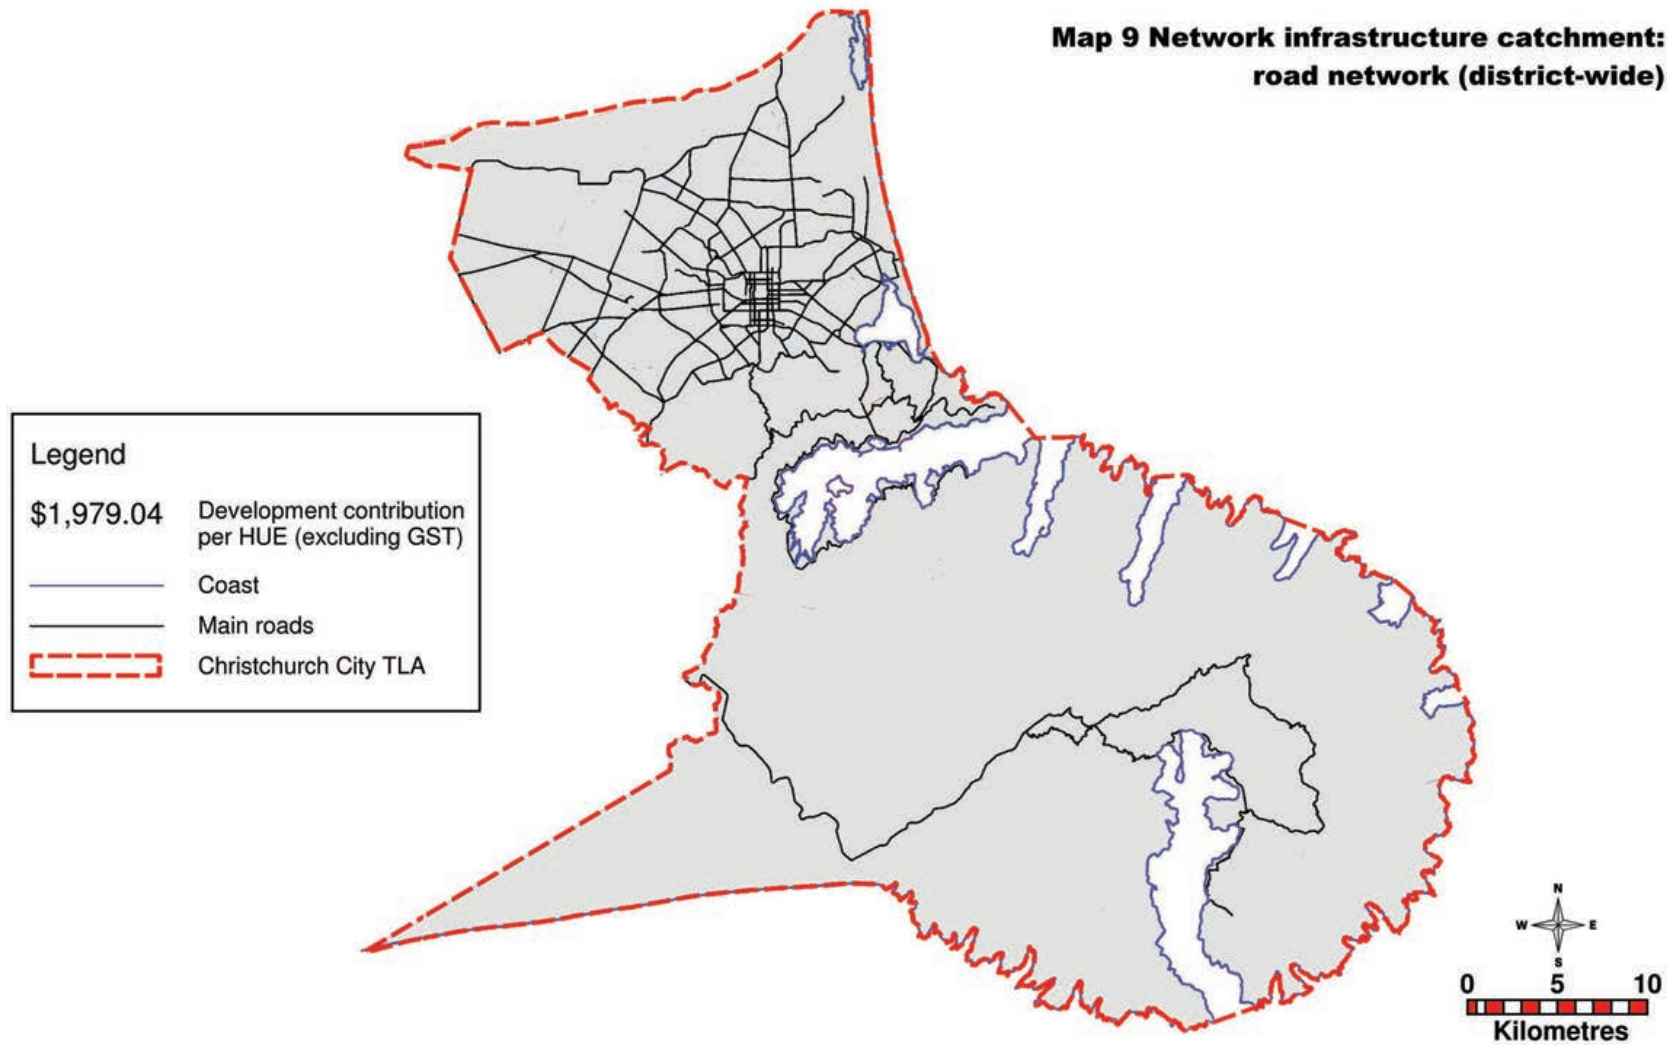 Map 9 Network infrastructure catchment:
road network (district-wide)
Legend
$1,979.04 Development contribution
per HUE (excluding GST)
Coast
Main roads
Christchurch City TLA
N
W E
S
0 5 10
Kilometres